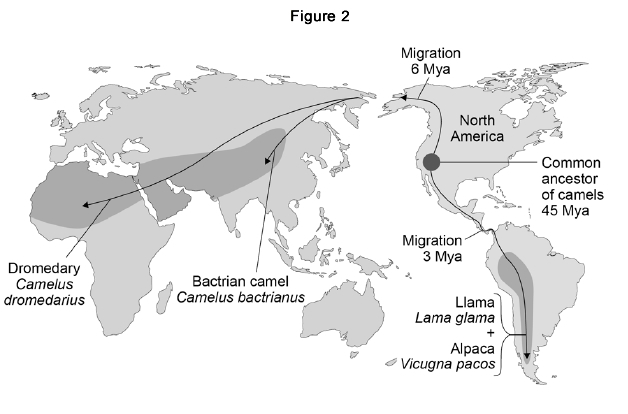 Figure 2
Migration
6 Mya
North
America
Common
ancestor
of camels
45 Mya
Migration
3 Mya
Dromedary
Camelus
dromedarius
Bactrian camel
Camelus bactrianus
Llama
Lama glama
+
Alpaca
Vicugna pacos